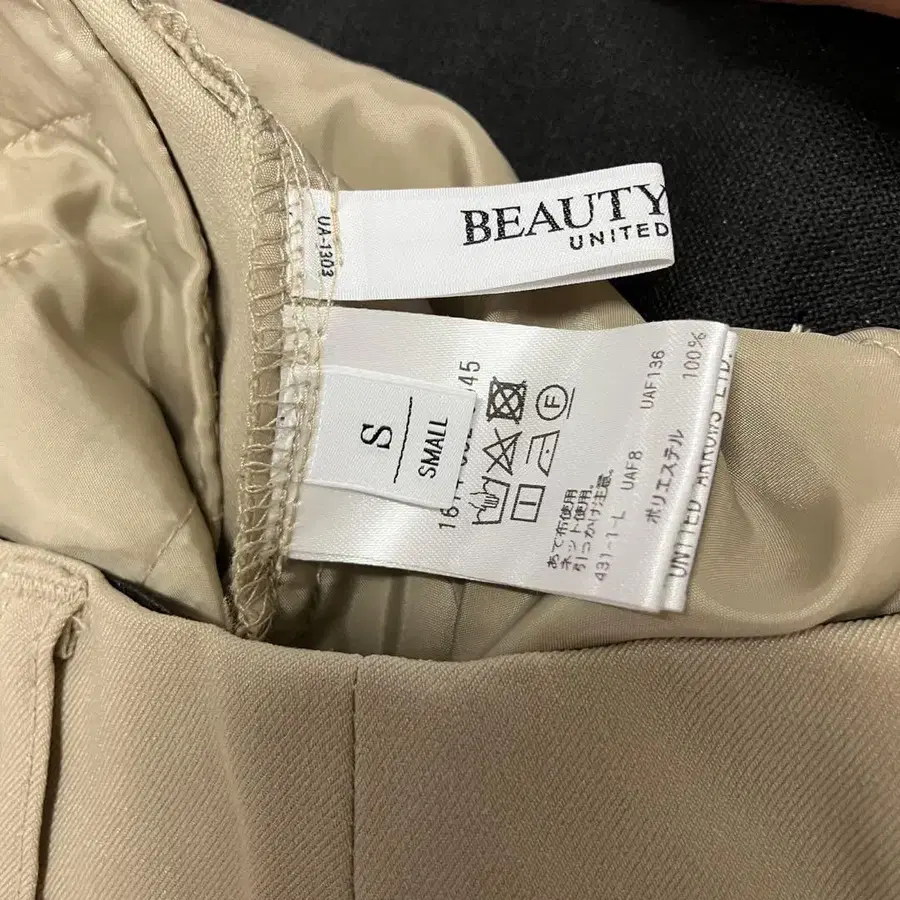 BEAUTY
UNITED
UA-1303
S
SMALL
45
F
あて布使用。
ネット使用。
引っかけ注意。
431-1-L UAF8 UAF136
ポリエステル 100%
UNITED ARROWS LTD.